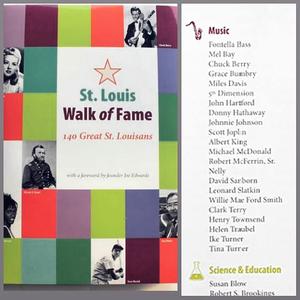 St. Louis
Walk of Fame
140 Great St. Louisans
with a foreword by founder Joe Edwards
Music
Fontella Bass
Mel Bay
Chuck Berry
Grace Bumbry
Miles Davis
5th Dimension
John Hartford
Donny Hathaway
Johnnie Johnson
Scott Joplin
Albert King
Michael McDonald
Robert McFerrin, Sr.
Nelly
David Sanborn
Leonard Slatkin
Willie Mae Ford Smith
Clark Terry
Henry Townsend
Helen Traubel
Ike Turner
Tina Turner
Science & Education
Susan Blow
Robert S. Brookings